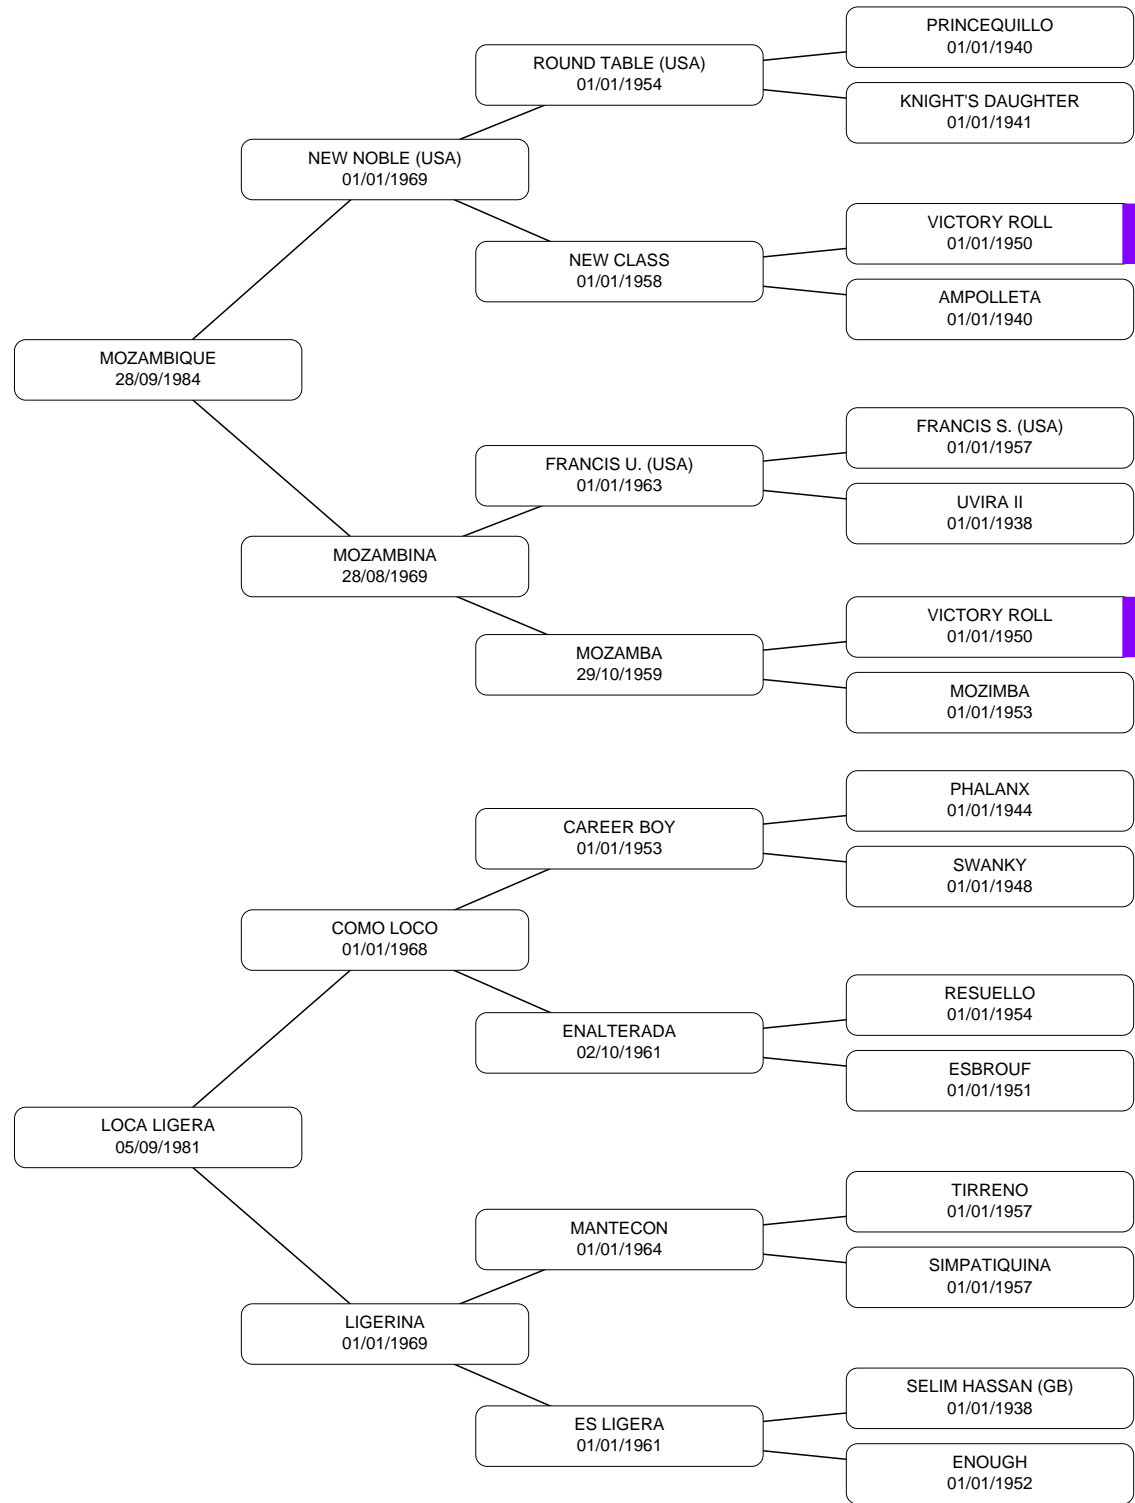 PRINCEQUILLO
01/01/1940
ROUND TABLE (USA)
01/01/1954
KNIGHT'S DAUGHTER
01/01/1941
NEW NOBLE (USA)
01/01/1969
VICTORY ROLL
01/01/1950
NEW CLASS
01/01/1958
AMPOLLETA
01/01/1940
MOZAMBIQUE
28/09/1984
FRANCIS S. (USA)
01/01/1957
FRANCIS U. (USA)
01/01/1963
UVIRA II
01/01/1938
MOZAMBINA
28/08/1969
VICTORY ROLL
01/01/1950
MOZAMBA
29/10/1959
MOZIMBA
01/01/1953
PHALANX
01/01/1944
CAREER BOY
01/01/1953
SWANKY
01/01/1948
COMO LOCO
01/01/1968
RESUELLO
01/01/1954
ENALTERADA
02/10/1961
ESBROUF
01/01/1951
LOCA LIGERA
05/09/1981
TIRRENO
01/01/1957
MANTECON
01/01/1964
SIMPATIQUINA
01/01/1957
LIGERINA
01/01/1969
SELIM HASSAN (GB)
01/01/1938
ES LIGERA
01/01/1961
ENOUGH
01/01/1952